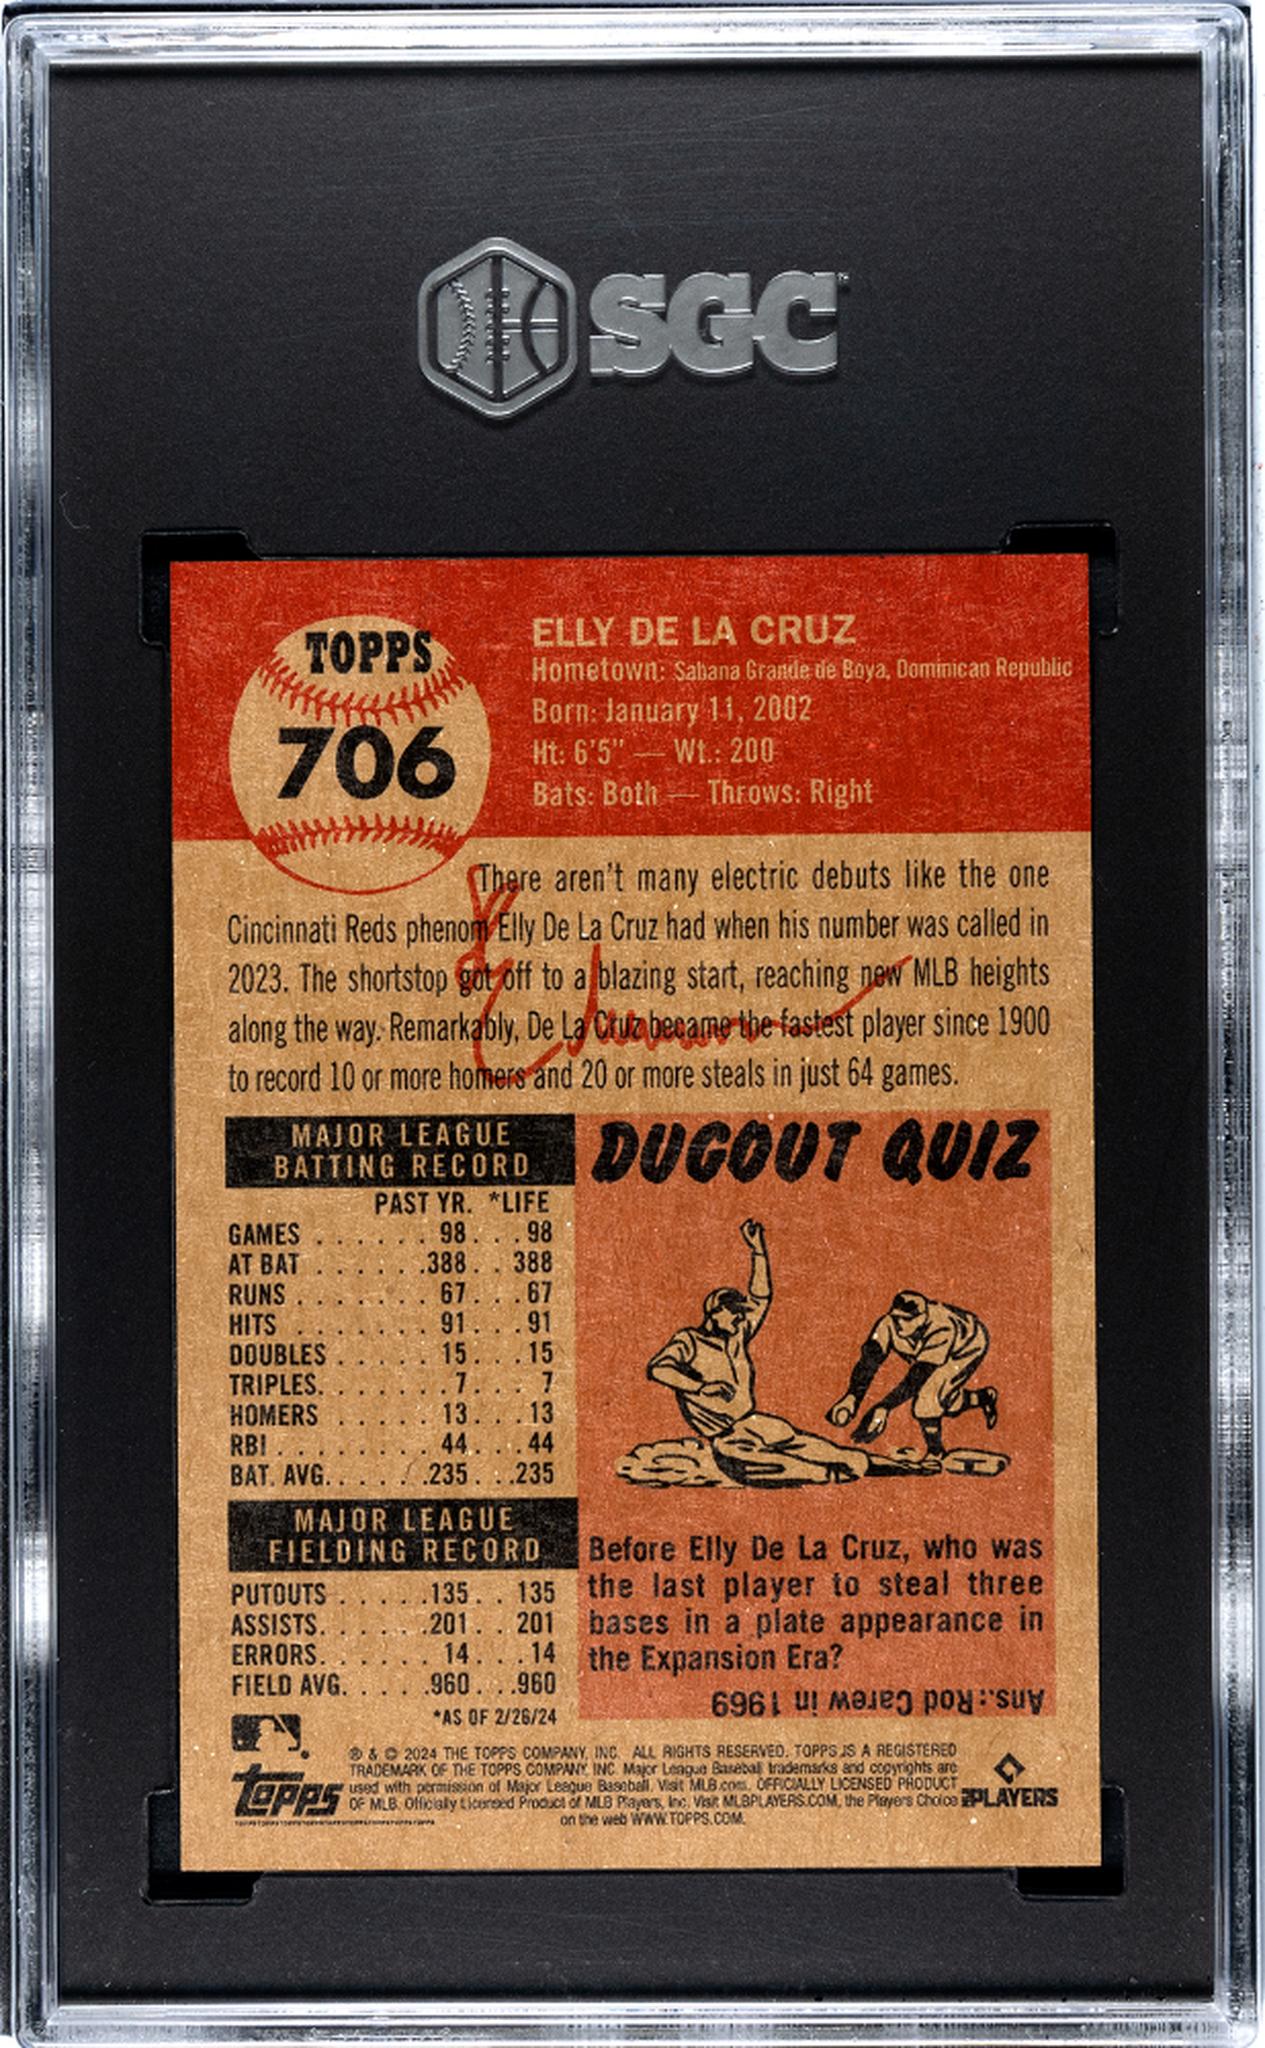 SGC
TOPPS
706
ELLY DE LA CRUZ
Hometown: Sabana Grande de Boya, Dominican Republic
Born: January 11, 2002
Ht: 6'5" — Wt.: 200
Bats: Both — Throws: Right
There aren't many electric debuts like the one
Cincinnati Reds phenom Elly De La Cruz had when his number was called in
2023. The shortstop got off to a blazing start, reaching new MLB heights
along the way. Remarkably, De La Cruz became the fastest player since 1900
to record 10 or more homers and 20 or more steals in just 64 games.
MAJOR LEAGUE
BATTING RECORD
PAST YR. *LIFE
GAMES . . . . . . 98 . . . 98
AT BAT . . . . . .388 . . 388
RUNS . . . . . . . 67 . . . 67
HITS . . . . . . . 91 . . . 91
DOUBLES . . . . . 15 . . . 15
TRIPLES. . . . . . . 7 . . . 7
HOMERS . . . . . 13 . . . 13
RBI . . . . . . . . 44 . . . 44
BAT. AVG. . . . . .235 . . .235
MAJOR LEAGUE
FIELDING RECORD
PUTOUTS . . . . .135 . . 135
ASSISTS. . . . . .201 . . 201
ERRORS. . . . . . 14 . . . 14
FIELD AVG. . . . . .960 . . .960
*AS OF 2/26/24
DUGOUT QUIZ
Before Elly De La Cruz, who was
the last player to steal three
bases in a plate appearance in
the Expansion Era?
Ans.: Rod Carew in 1969
topps
® & © 2024 THE TOPPS COMPANY, INC. ALL RIGHTS RESERVED. TOPPS IS A REGISTERED
TRADEMARK OF THE TOPPS COMPANY, INC. Major League Baseball trademarks and copyrights are
used with permission of Major League Baseball. Visit MLB.com. OFFICIALLY LICENSED PRODUCT
OF MLB. Officially Licensed Product of MLB Players, Inc. Visit MLBPLAYERS.COM, the Players Choice
on the web WWW.TOPPS.COM.
PLAYERS